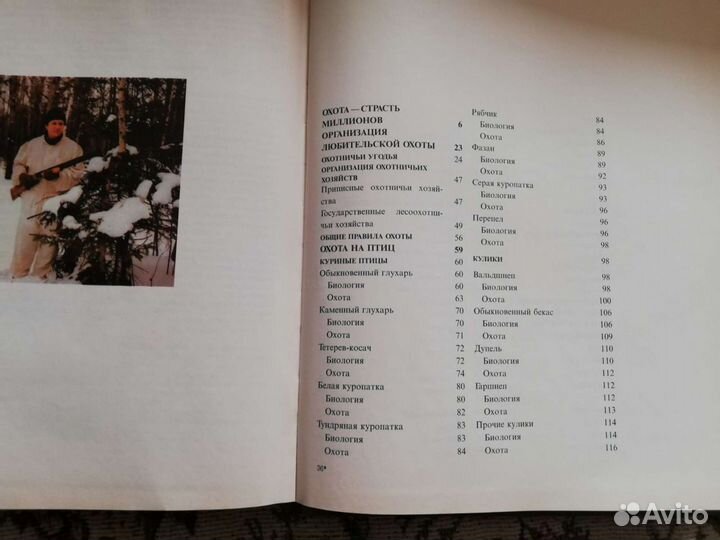 ОХОТА — СТРАСТЬ
МИЛЛИОНОВ 6
ОРГАНИЗАЦИЯ
ЛЮБИТЕЛЬСКОЙ ОХОТЫ 23
ОХОТНИЧЬИ УГОДЬЯ 24
ОРГАНИЗАЦИЯ ОХОТНИЧЬИХ
ХОЗЯЙСТВ 47
Приписные охотничьи хозяй-
ства 47
Государственные лесоохотни-
чьи хозяйства 49
ОБЩИЕ ПРАВИЛА ОХОТЫ 56
ОХОТА НА ПТИЦ 59
КУРИНЫЕ ПТИЦЫ 60
Обыкновенный глухарь 60
Биология 60
Охота 63
Каменный глухарь 70
Биология 70
Охота 71
Тетерев-косач 72
Биология 72
Охота 74
Белая куропатка 80
Биология 80
Охота 82
Тундряная куропатка 83
Биология 83
Охота 84
36*
Рябчик 84
Биология 84
Охота 86
Фазан 89
Биология 89
Охота 92
Серая куропатка 93
Биология 93
Охота 96
Перепел 96
Биология 96
Охота 98
КУЛИКИ 98
Вальдшнеп 98
Биология 98
Охота 100
Обыкновенный бекас 106
Биология 106
Охота 109
Дупель 110
Биология 110
Охота 112
Гаршнеп 112
Биология 112
Охота 113
Прочие кулики 114
Биология 114
Охота 116
Avito